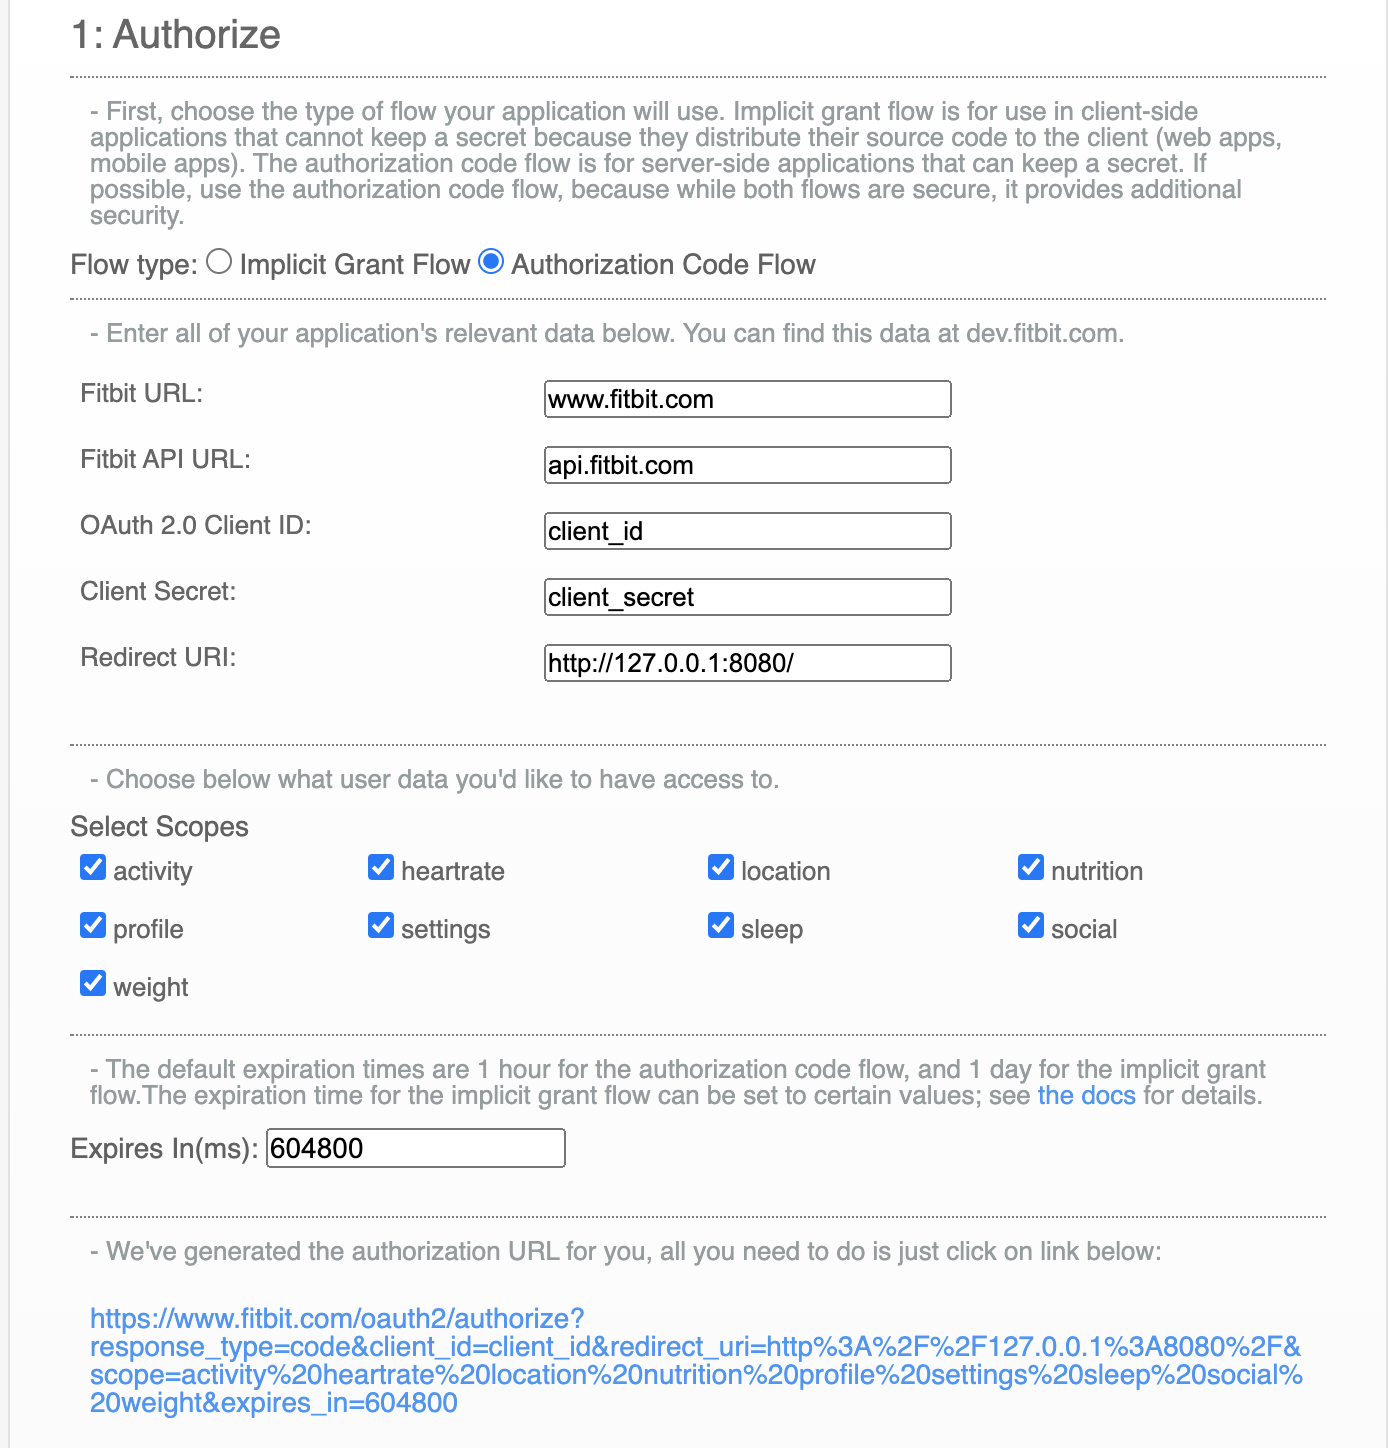 1: Authorize
- First, choose the type of flow your application will use. Implicit grant flow is for use in client-side
applications that cannot keep a secret because they distribute their source code to the client (web apps,
mobile apps). The authorization code flow is for server-side applications that can keep a secret. If
possible, use the authorization code flow, because while both flows are secure, it provides additional
security.
Flow type: Implicit Grant Flow Authorization Code Flow
- Enter all of your application's relevant data below. You can find this data at dev.fitbit.com.
Fitbit URL: www.fitbit.com
Fitbit API URL: api.fitbit.com
OAuth 2.0 Client ID: client_id
Client Secret: client_secret
Redirect URI: http://127.0.0.1:8080/
- Choose below what user data you'd like to have access to.
Select Scopes
activity heartrate location nutrition
profile settings sleep social
weight
- The default expiration times are 1 hour for the authorization code flow, and 1 day for the implicit grant
flow.The expiration time for the implicit grant flow can be set to certain values; see the docs for details.
Expires In(ms): 604800
- We've generated the authorization URL for you, all you need to do is just click on link below:
https://www.fitbit.com/oauth2/authorize?
response_type=code&client_id=client_id&redirect_uri=http%3A%2F%2F127.0.0.1%3A8080%2F&
scope=activity%20heartrate%20location%20nutrition%20profile%20settings%20sleep%20social%
20weight&expires_in=604800